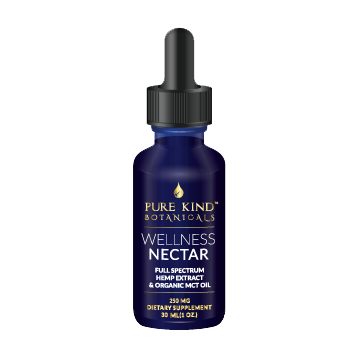 PURE KIND™
BOTANICALS
WELLNESS
NECTAR
FULL SPECTRUM
HEMP EXTRACT
& ORGANIC MCT OIL
250 MG
DIETARY SUPPLEMENT
30 ML(1 OZ.)